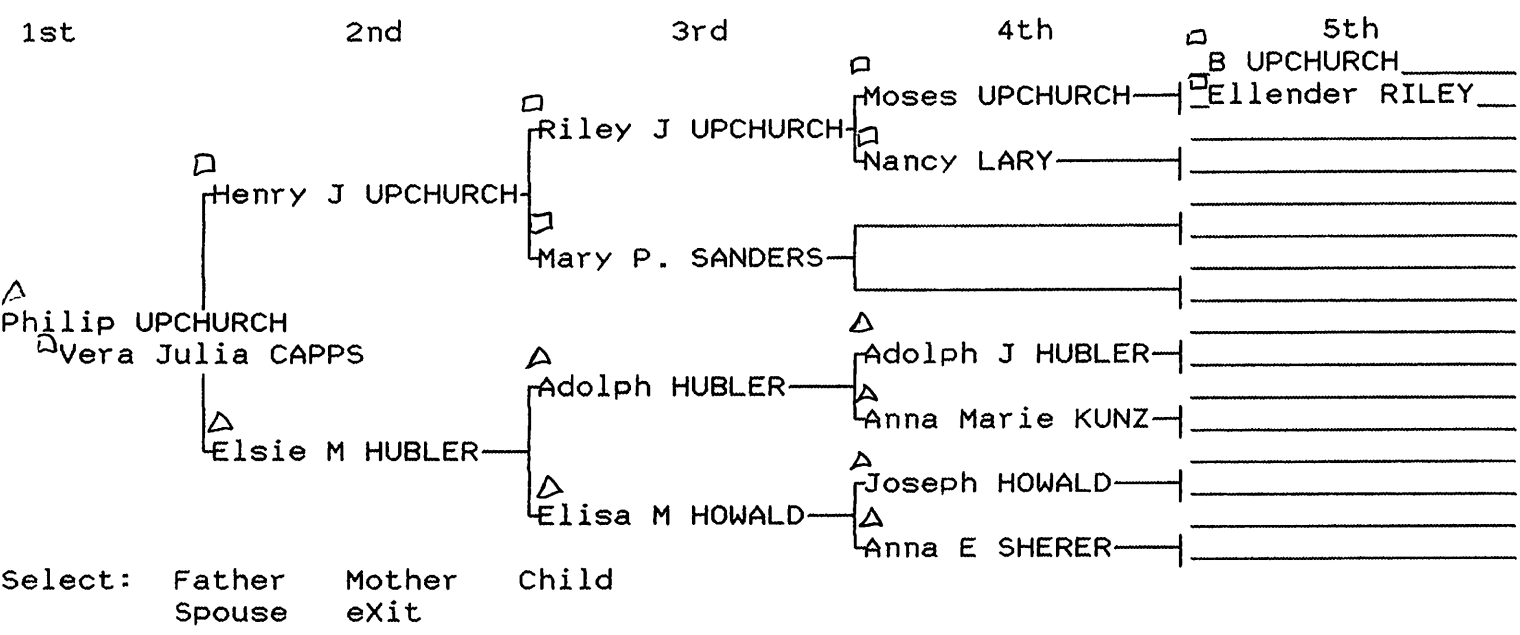 1st 2nd 3rd 4th 5th
B UPCHURCH
Moses UPCHURCH Ellender RILEY
Riley J UPCHURCH
Nancy LARY
Henry J UPCHURCH
Mary P. SANDERS
Philip UPCHURCH
Vera Julia CAPPS Adolph J HUBLER
Adolph HUBLER
Anna Marie KUNZ
Elsie M HUBLER
Joseph HOWALD
Elisa M HOWALD
Anna E SHERER
Select: Father Mother Child
Spouse eXit